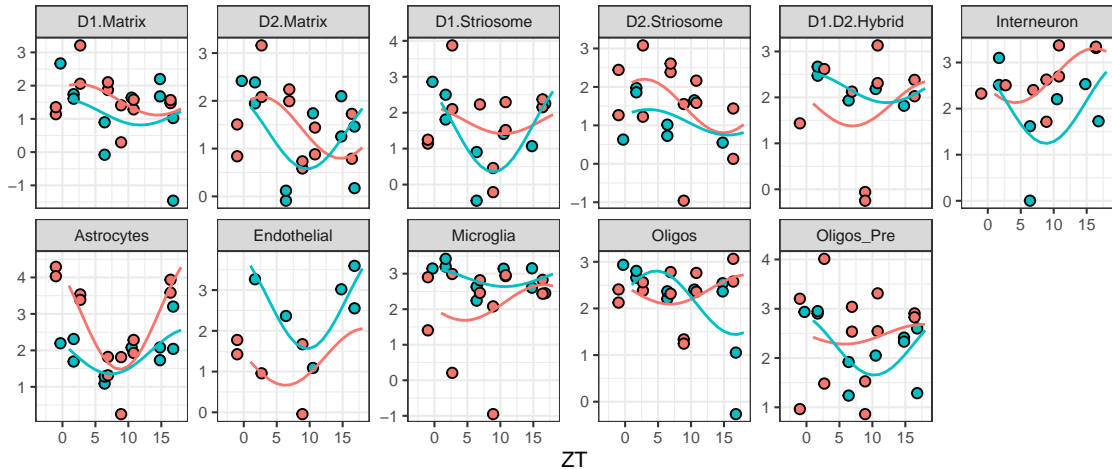 D1.Matrix D2.Matrix D1.Striosome D2.Striosome D1.D2.Hybrid Interneuron
3 2 1 0 −1
3 2 1 0
4 3 2 1 0
3 2 1 0 −1
3 2 1 0
3 2 1 0
0 5 10 15
Astrocytes Endothelial Microglia Oligos Oligos_Pre
4 3 2 1
3 2 1 0
3 2 1 0 −1
3 2 1 0
4 3 2 1
0 5 10 15 0 5 10 15 0 5 10 15 0 5 10 15 0 5 10 15
ZT